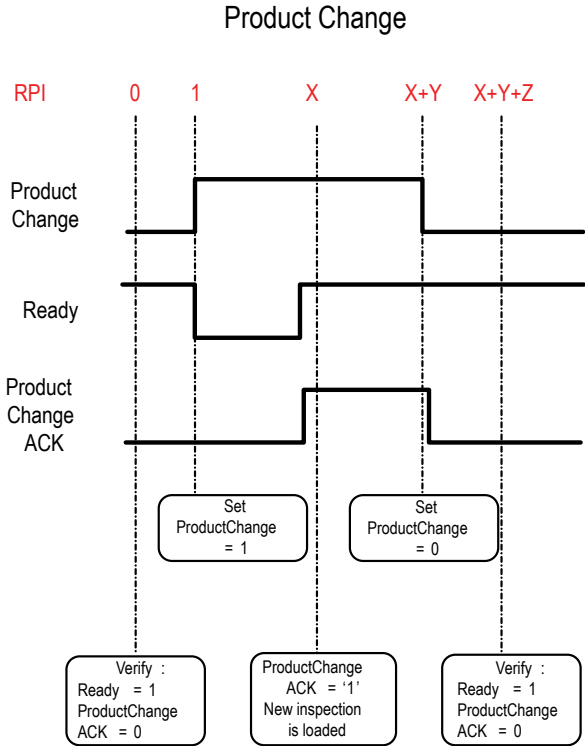 Product Change
RPI 0 1 X X+Y X+Y+Z
Product
Change
Ready
Product
Change
ACK
Set
ProductChange
= 1
Set
ProductChange
= 0
Verify :
Ready = 1
ProductChange
ACK = 0
ProductChange
ACK = ‘1’
New inspection
is loaded
Verify :
Ready = 1
ProductChange
ACK = 0